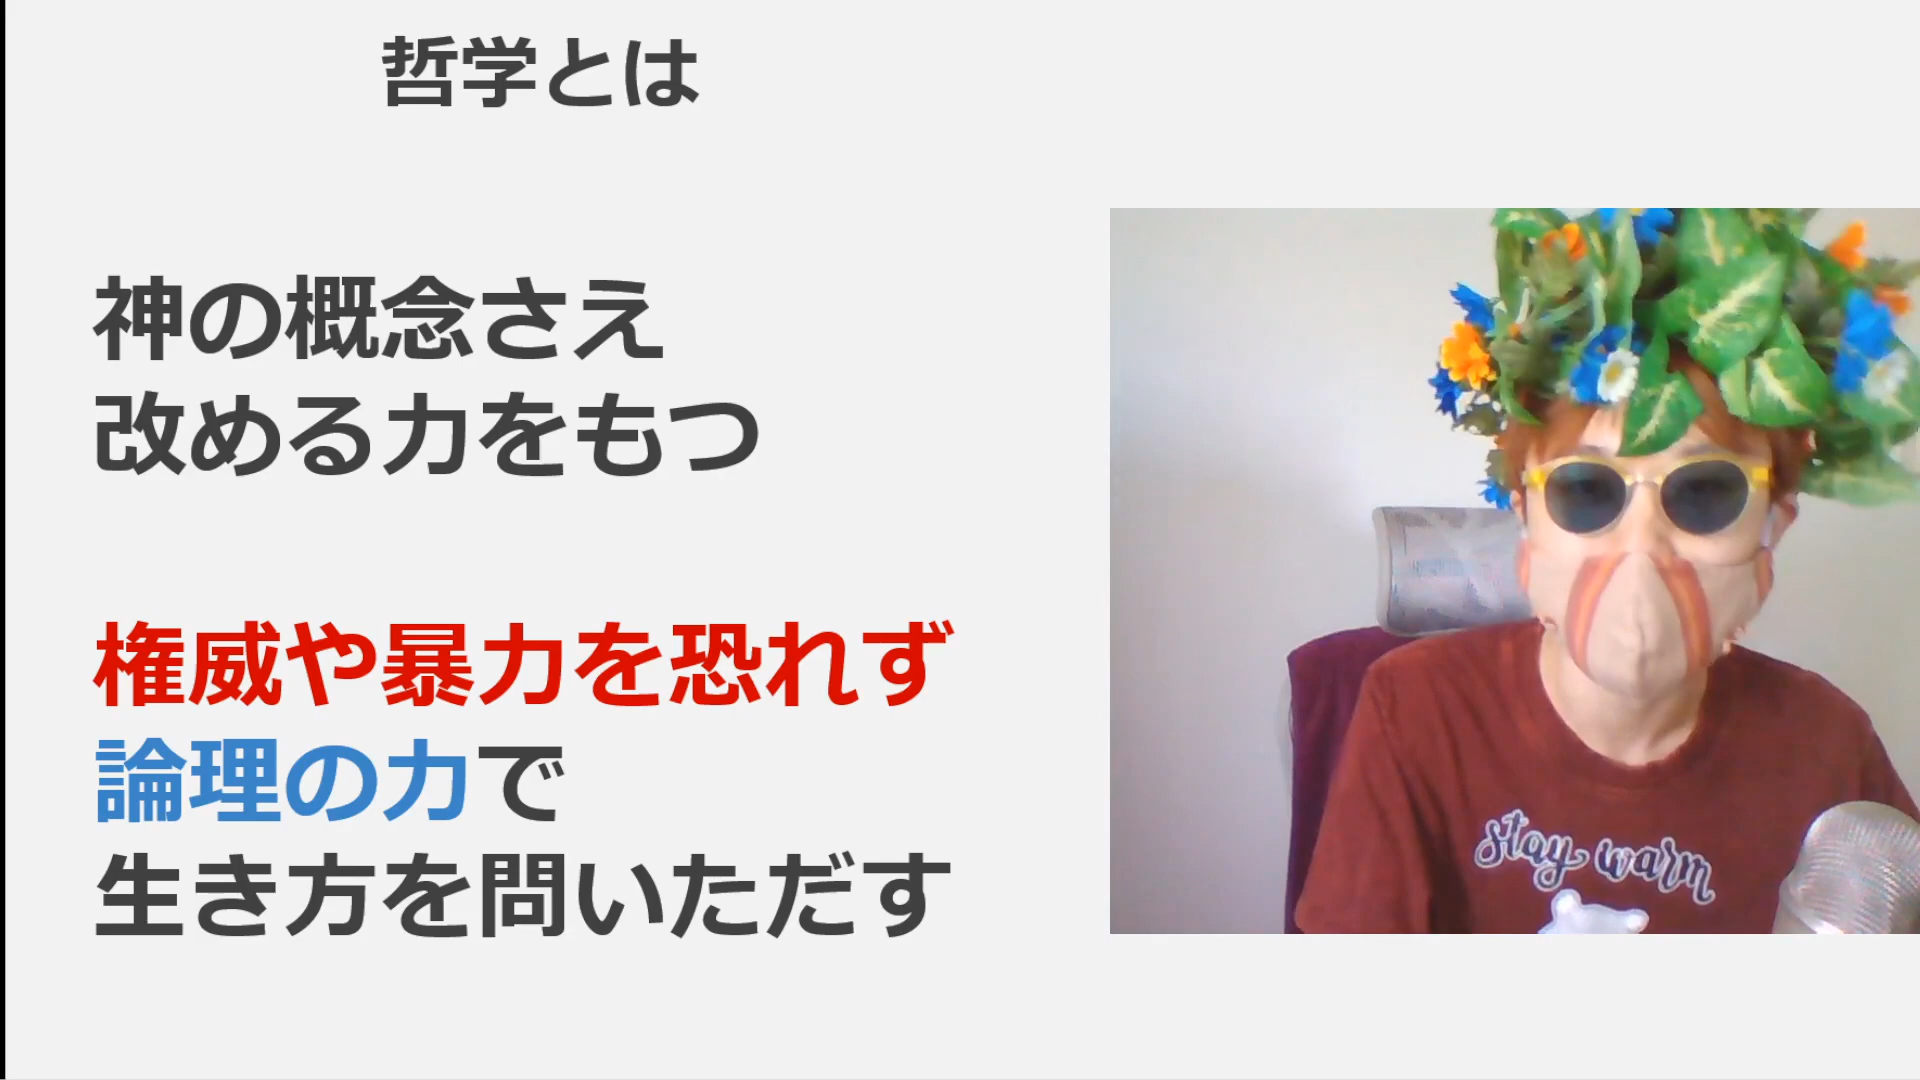 哲学とは
神の概念さえ
改める力をもつ
権威や暴力を恐れず
論理の力で
生き方を問いただす
stay warm